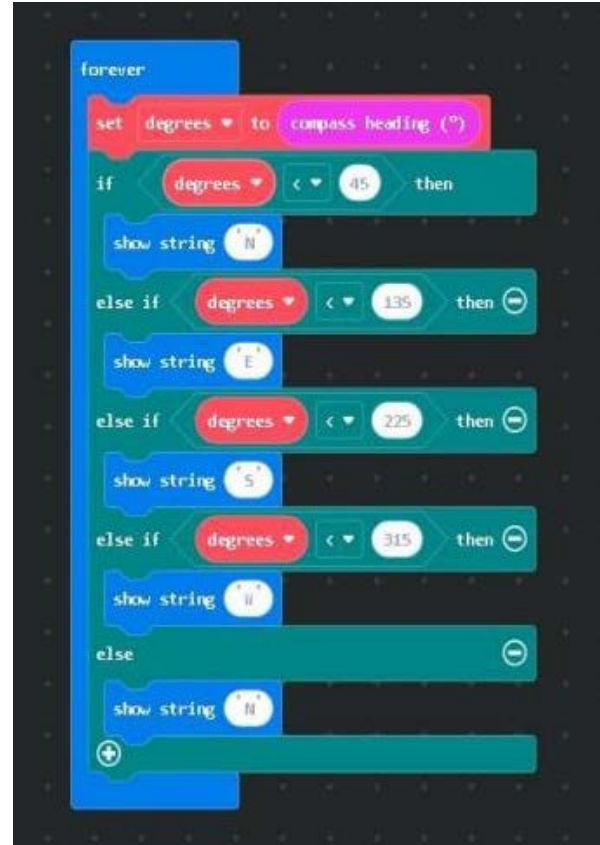 forever
set degrees to compass heading (°)
if degrees < 45 then
show string "N"
else if degrees < 135 then
show string "E"
else if degrees < 225 then
show string "S"
else if degrees < 315 then
show string "W"
else
show string "N"